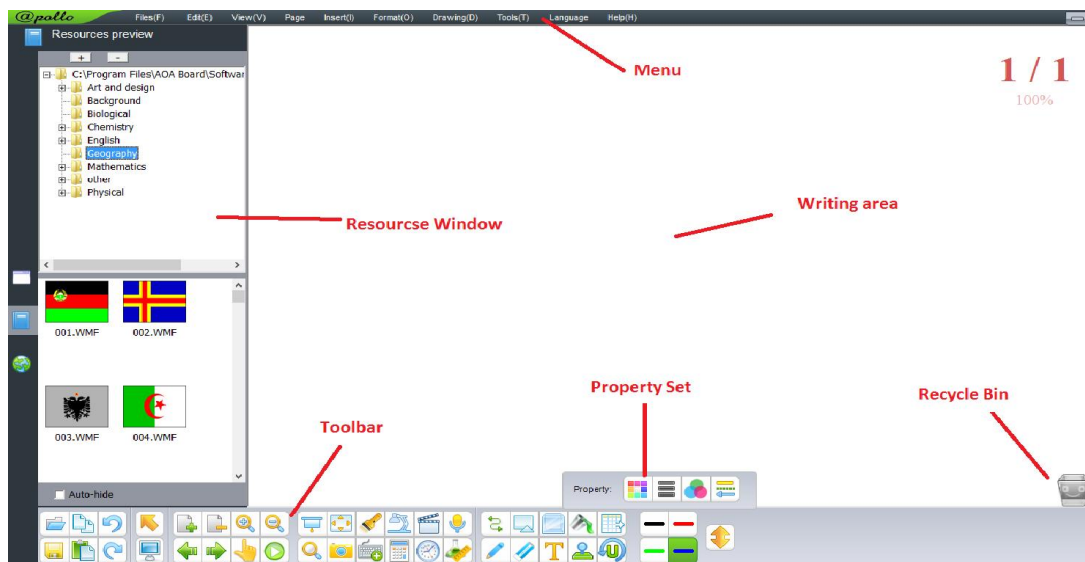 @pollo
Files(F) Edit(E) View(V) Page Insert(I) Format(O) Drawing(D) Tools(T) Language Help(H)
Resources preview
+ -
C:\Program Files\AOA Board\Softwar
Art and design
Background
Biological
Chemistry
English
Geography
Mathematics
other
Physical
Menu
1 / 1
100%
Writing area
Resourcse Window
001.WMF 002.WMF
003.WMF 004.WMF
Property Set
Recycle Bin
Toolbar
Property:
Auto-hide